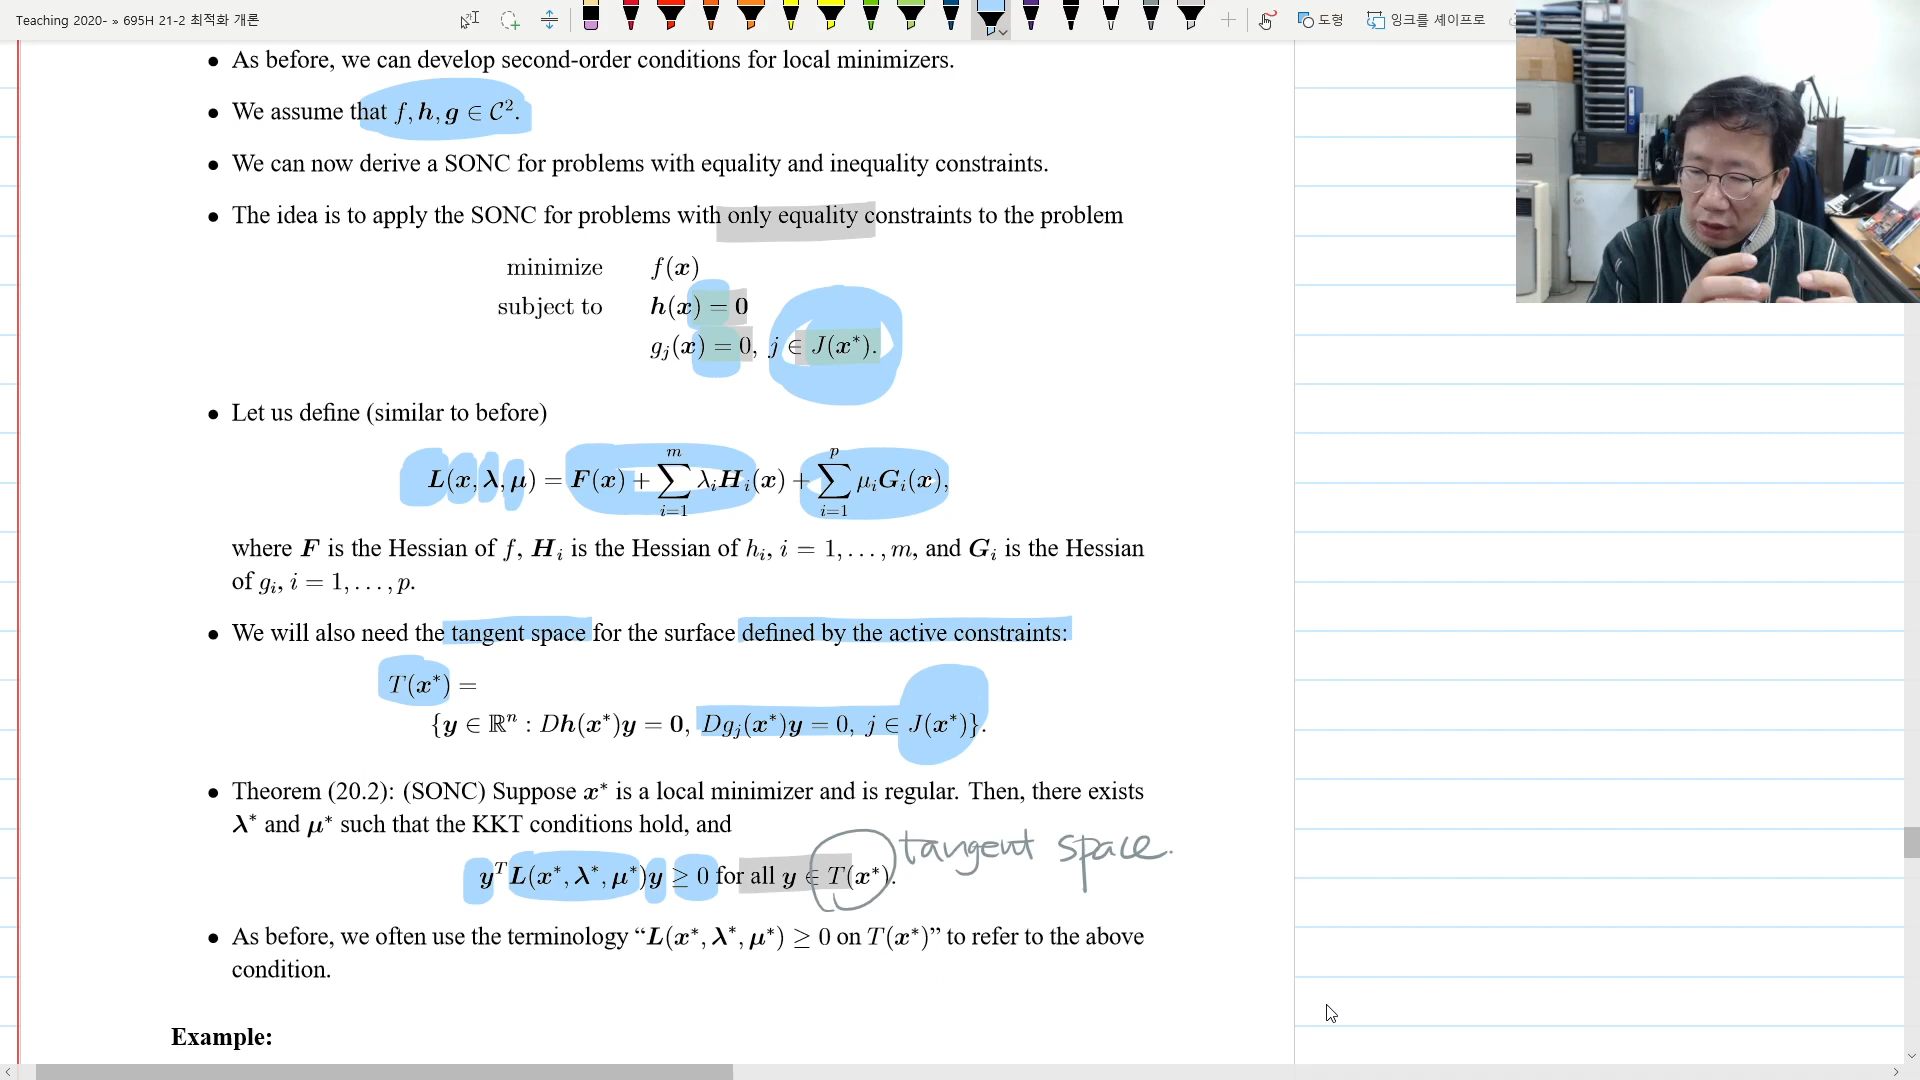 Teaching 2020- » 695H 21-2 최적화 개론
도형
잉크를 셰이프로
• As before, we can develop second-order conditions for local minimizers.
• We assume that f, h, g ∈ C².
• We can now derive a SONC for problems with equality and inequality constraints.
• The idea is to apply the SONC for problems with only equality constraints to the problem
minimize f(x)
subject to h(x) = 0
g_j(x) = 0, j ∈ J(x*).
• Let us define (similar to before)
L(x, λ, μ) = F(x) + ∑_{i=1}^{m} λ_i H_i(x) + ∑_{i=1}^{p} μ_i G_i(x),
where F is the Hessian of f, H_i is the Hessian of h_i, i = 1, . . . , m, and G_i is the Hessian
of g_i, i = 1, . . . , p.
• We will also need the tangent space for the surface defined by the active constraints:
T(x*) =
{y ∈ ℝⁿ : Dh(x*)y = 0, Dg_j(x*)y = 0, j ∈ J(x*)}.
• Theorem (20.2): (SONC) Suppose x* is a local minimizer and is regular. Then, there exists
λ* and μ* such that the KKT conditions hold, and
tangent space.
yᵀL(x*, λ*, μ*)y ≥ 0 for all y ∈ T(x*).
• As before, we often use the terminology “L(x*, λ*, μ*) ≥ 0 on T(x*)” to refer to the above
condition.
Example: